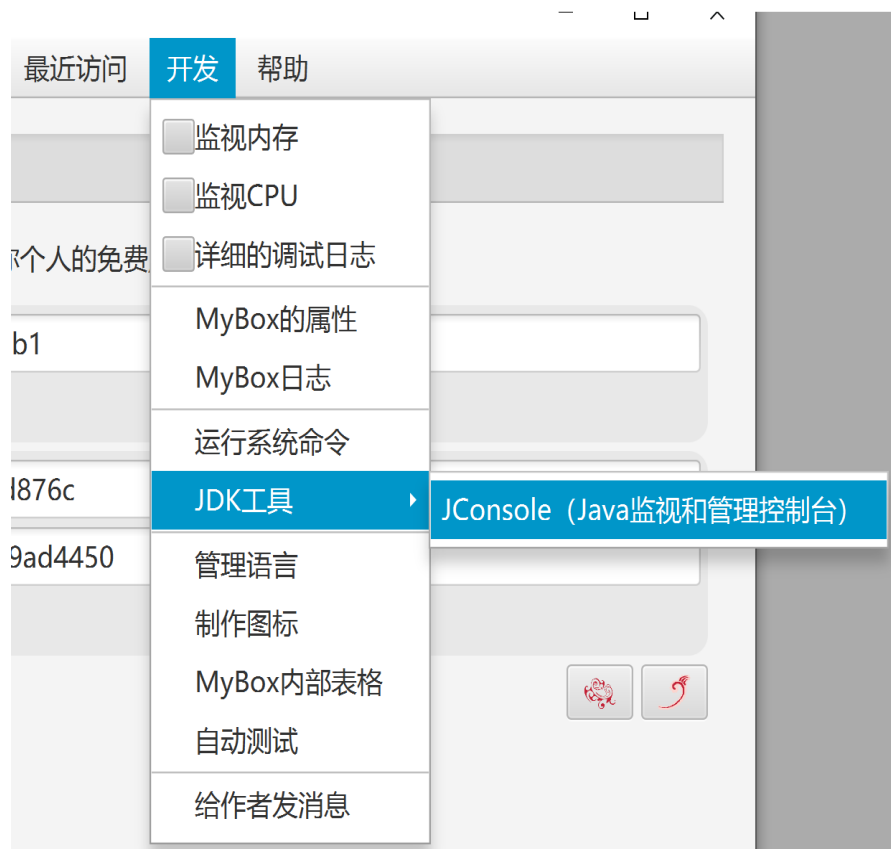 最近访问 开发 帮助
监视内存
监视CPU
个人的免费
详细的调试日志
MyBox的属性
b1
MyBox日志
运行系统命令
d876c
JDK工具
JConsole（Java监视和管理控制台）
9ad4450
管理语言
制作图标
MyBox内部表格
自动测试
给作者发消息